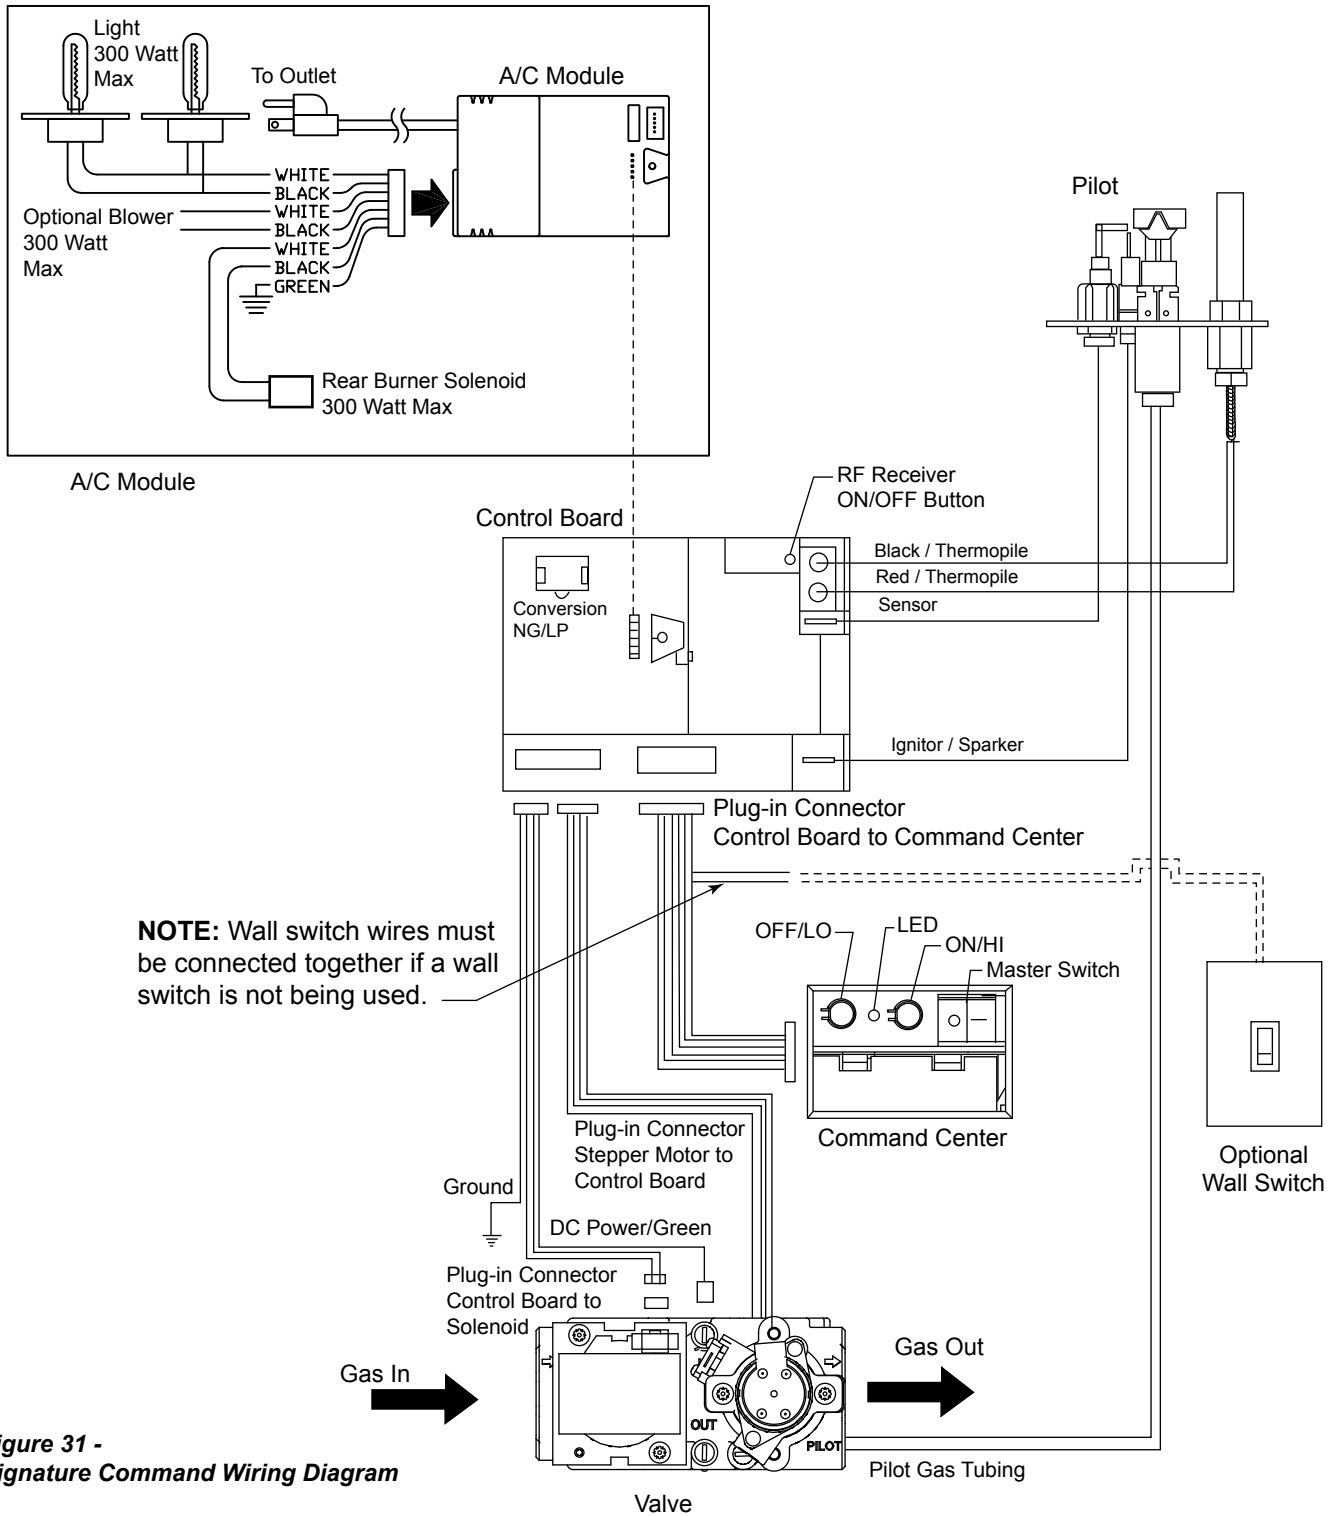 Light
300 Watt
Max
To Outlet
A/C Module
WHITE
BLACK
WHITE
BLACK
WHITE
BLACK
GREEN
Optional Blower
300 Watt
Max
Rear Burner Solenoid
300 Watt Max
A/C Module
Pilot
RF Receiver
ON/OFF Button
Control Board
Black / Thermopile
Red / Thermopile
Sensor
Conversion
NG/LP
Ignitor / Sparker
Plug-in Connector
Control Board to Command Center
NOTE: Wall switch wires must
be connected together if a wall
switch is not being used.
OFF/LO
LED
ON/HI
Master Switch
Command Center
Optional
Wall Switch
Plug-in Connector
Stepper Motor to
Control Board
Ground
DC Power/Green
Plug-in Connector
Control Board to
Solenoid
Gas In
Gas Out
OUT
PILOT
Pilot Gas Tubing
Valve
igure 31 -
ignature Command Wiring Diagram